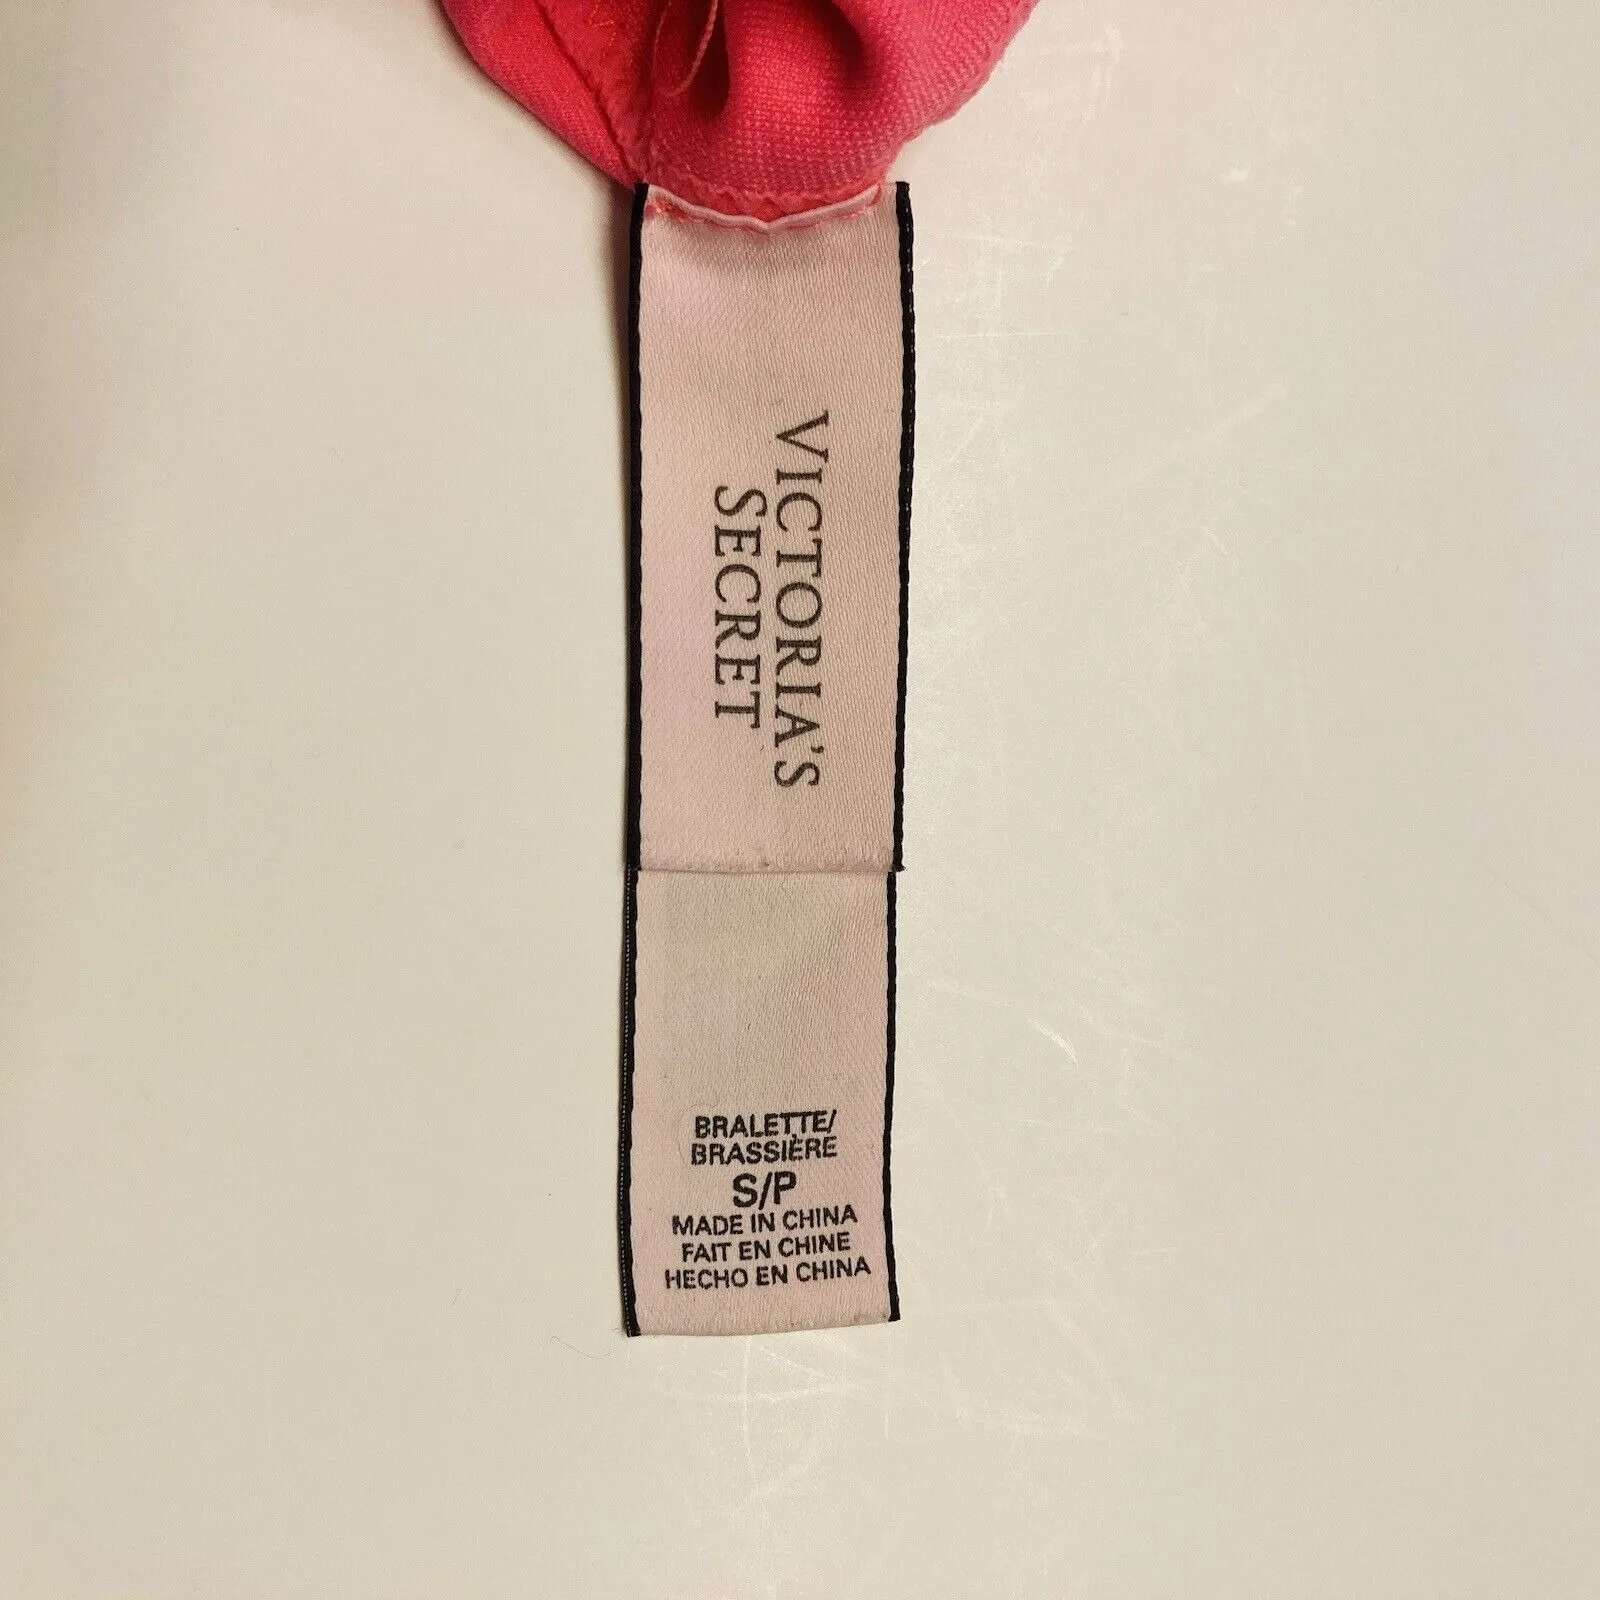 VICTORIA'S
SECRET
BRALETTE/
BRASSIÈRE
S/P
MADE IN CHINA
FAIT EN CHINE
HECHO EN CHINA